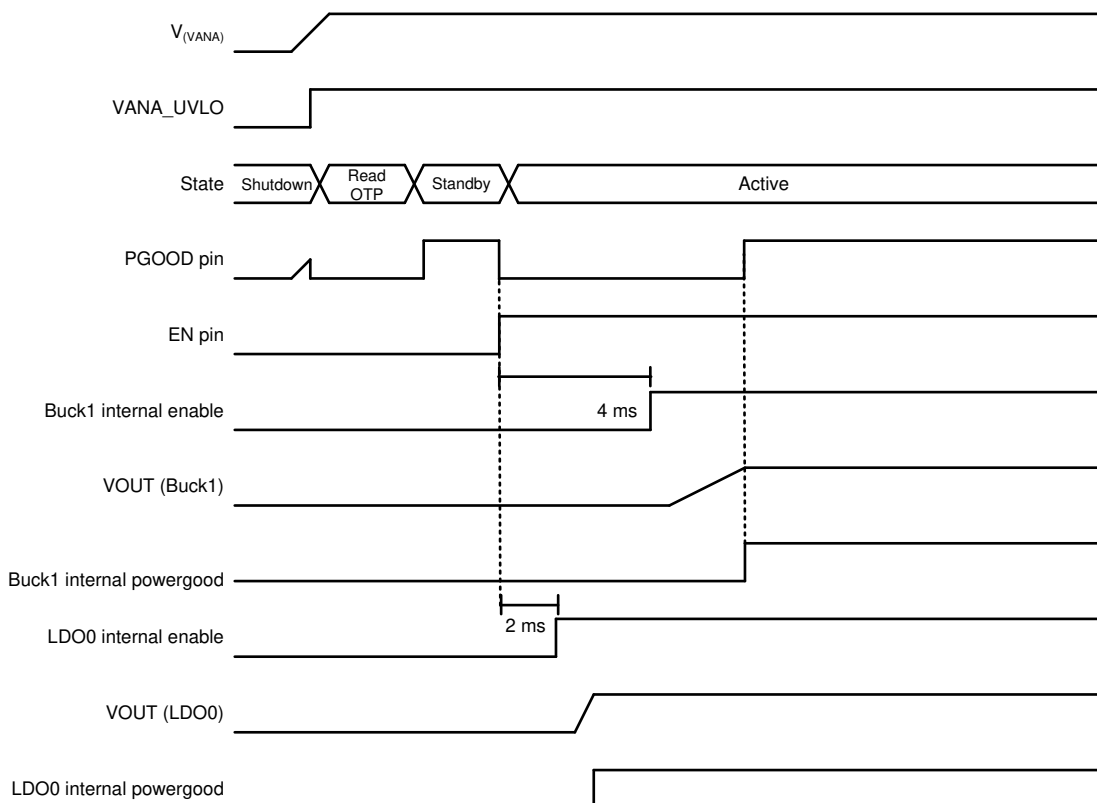 V(VANA)
VANA_UVLO
State
Shutdown
Read
OTP
Standby
Active
PGOOD pin
EN pin
Buck1 internal enable
4 ms
VOUT (Buck1)
Buck1 internal powergood
2 ms
LDO0 internal enable
VOUT (LDO0)
LDO0 internal powergood